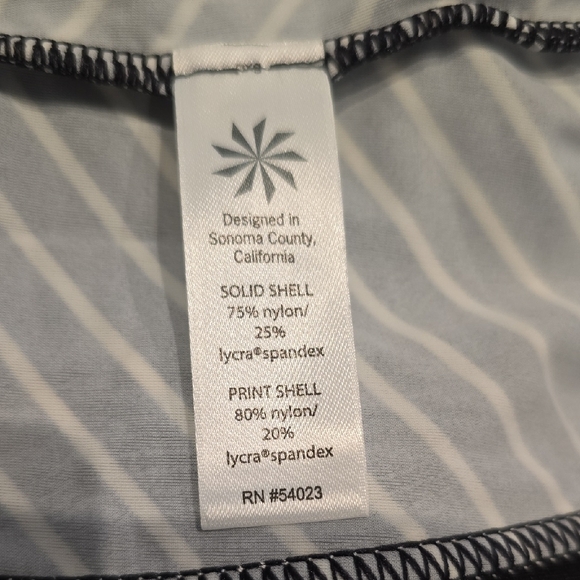 Designed in
Sonoma County,
California
SOLID SHELL
75% nylon/
25%
lycra®spandex
PRINT SHELL
80% nylon/
20%
lycra®spandex
RN #54023